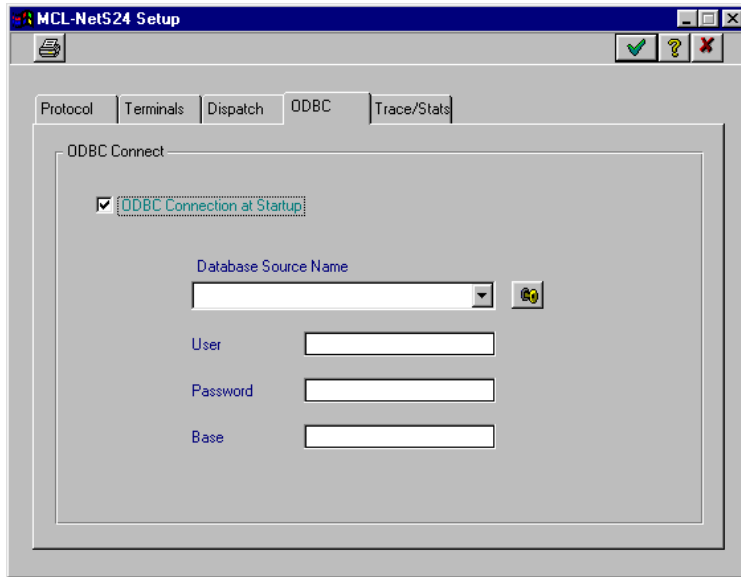 MCL-NetS24 Setup
Protocol
Terminals
Dispatch
ODBC
Trace/Stats
ODBC Connect
ODBC Connection at Startup
Database Source Name
User
Password
Base